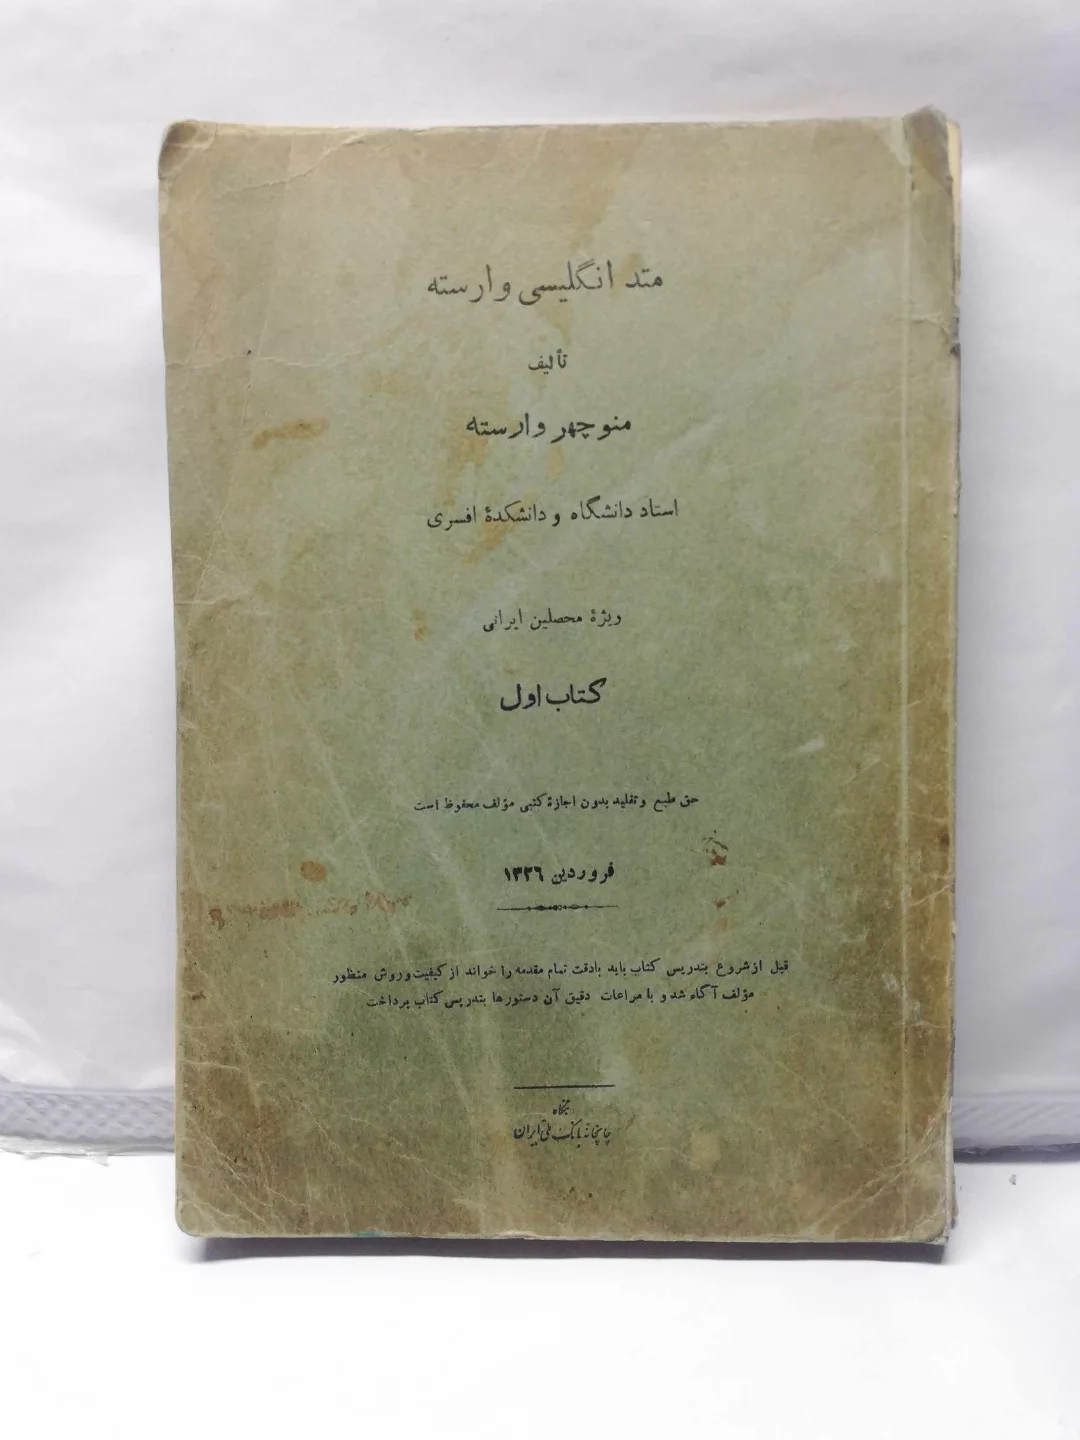 متد انگلیسی وارسته
تألیف
منوچهر وارسته
استاد دانشگاه و دانشکدهٔ افسری
ویژهٔ محصلین ایرانی
کتاب اول
حق طبع و تقلید بدون اجازهٔ کتبی مؤلف محفوظ است
فروردین ۱۳۲۶
قبل از شروع بتدریس کتاب باید بادقت تمام مقدمه را خواند از کیفیت و روش منظور
مؤلف آگاه شد و با مراعات دقیق آن دستورها بتدریس کتاب پرداخت
چاپخانه بانک ملی ایران